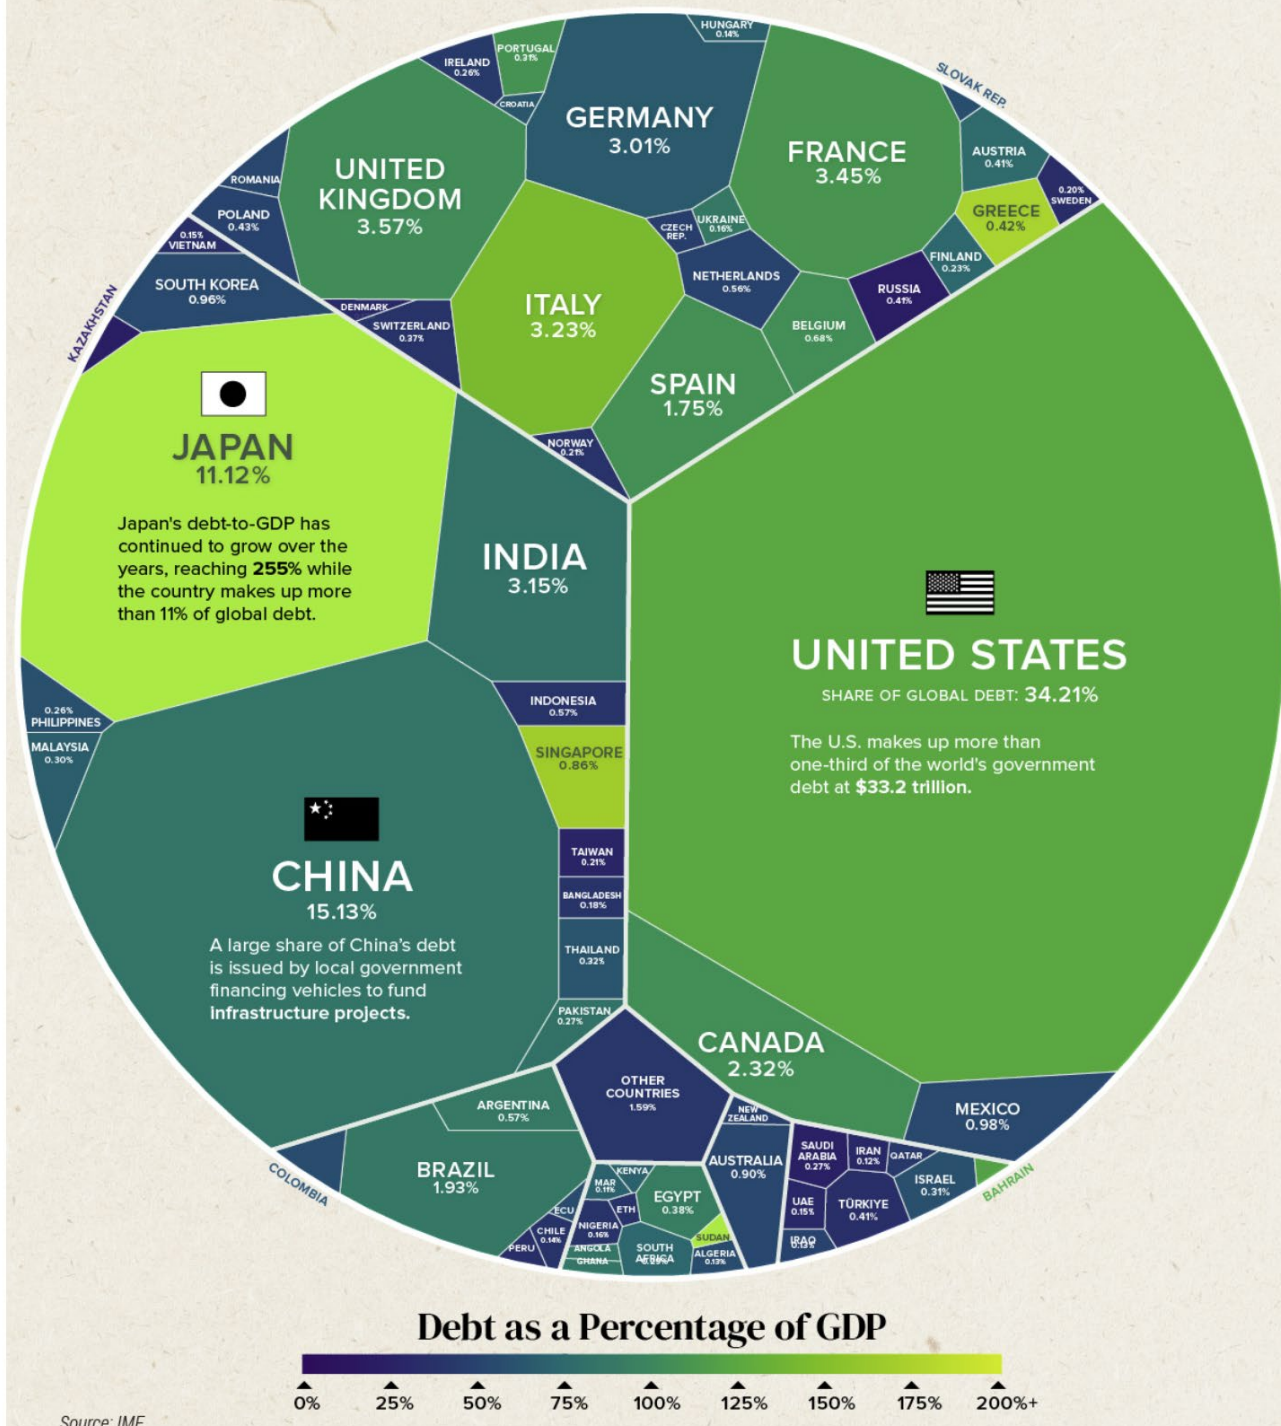 HUNGARY
0.14%
PORTUGAL
0.31%
IRELAND
0.26%
CROATIA
GERMANY
3.01%
FRANCE
3.45%
SLOVAK REP.
AUSTRIA
0.41%
0.20%
SWEDEN
GREECE
0.42%
FINLAND
0.23%
RUSSIA
0.41%
UNITED
KINGDOM
3.57%
ROMANIA
POLAND
0.43%
0.15%
VIETNAM
SOUTH KOREA
0.96%
KAZAKHSTAN
DENMARK
SWITZERLAND
0.37%
ITALY
3.23%
CZECH
REP.
UKRAINE
0.16%
NETHERLANDS
0.56%
BELGIUM
0.68%
SPAIN
1.75%
NORWAY
0.21%
JAPAN
11.12%
Japan's debt-to-GDP has
continued to grow over the
years, reaching 255% while
the country makes up more
than 11% of global debt.
INDIA
3.15%
UNITED STATES
SHARE OF GLOBAL DEBT: 34.21%
The U.S. makes up more than
one-third of the world's government
debt at $33.2 trillion.
0.26%
PHILIPPINES
MALAYSIA
0.30%
INDONESIA
0.57%
SINGAPORE
0.86%
TAIWAN
0.21%
BANGLADESH
0.18%
THAILAND
0.32%
PAKISTAN
0.27%
CHINA
15.13%
A large share of China's debt
is issued by local government
financing vehicles to fund
infrastructure projects.
CANADA
2.32%
MEXICO
0.98%
OTHER
COUNTRIES
1.59%
ARGENTINA
0.57%
BRAZIL
1.93%
COLOMBIA
ECU
CHILE
0.14%
PERU
NEW
ZEALAND
AUSTRALIA
0.90%
KENYA
MAR
0.11%
EGYPT
0.38%
ETH
NIGERIA
0.16%
SUDAN
ANGOLA
GHANA
SOUTH
AFRICA
ALGERIA
0.13%
SAUDI
ARABIA
0.27%
IRAN
0.12%
QATAR
ISRAEL
0.31%
BAHRAIN
UAE
0.15%
TÜRKIYE
0.41%
IRAQ
Debt as a Percentage of GDP
0% 25% 50% 75% 100% 125% 150% 175% 200%+
Source: IMF